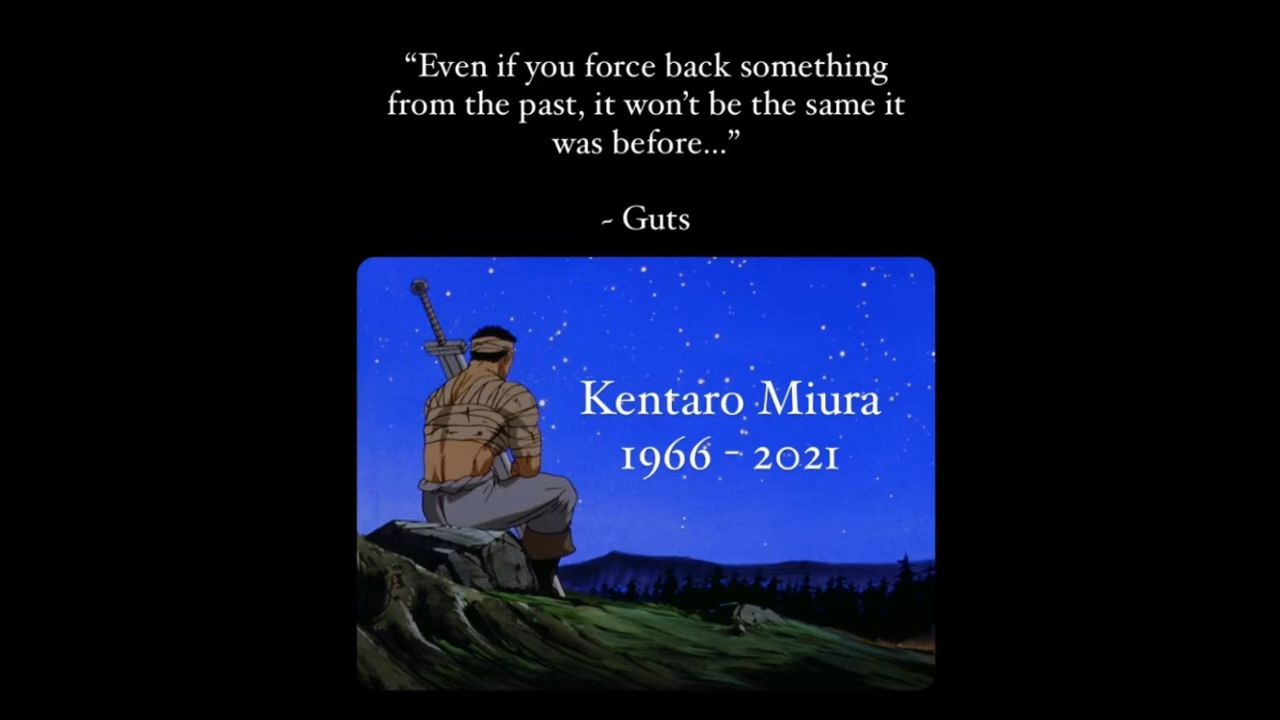 “Even if you force back something
from the past, it won’t be the same it
was before...”
~ Guts
Kentaro Miura
1966 - 2021